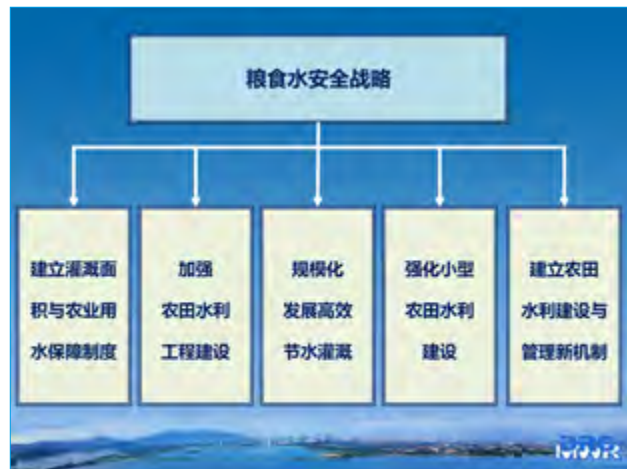 粮食水安全战略
建立灌溉面
积与农业用
水保障制度
加强
农田水利
工程建设
规模化
发展高效
节水灌溉
强化小型
农田水利
建设
建立农田
水利建设与
管理新机制